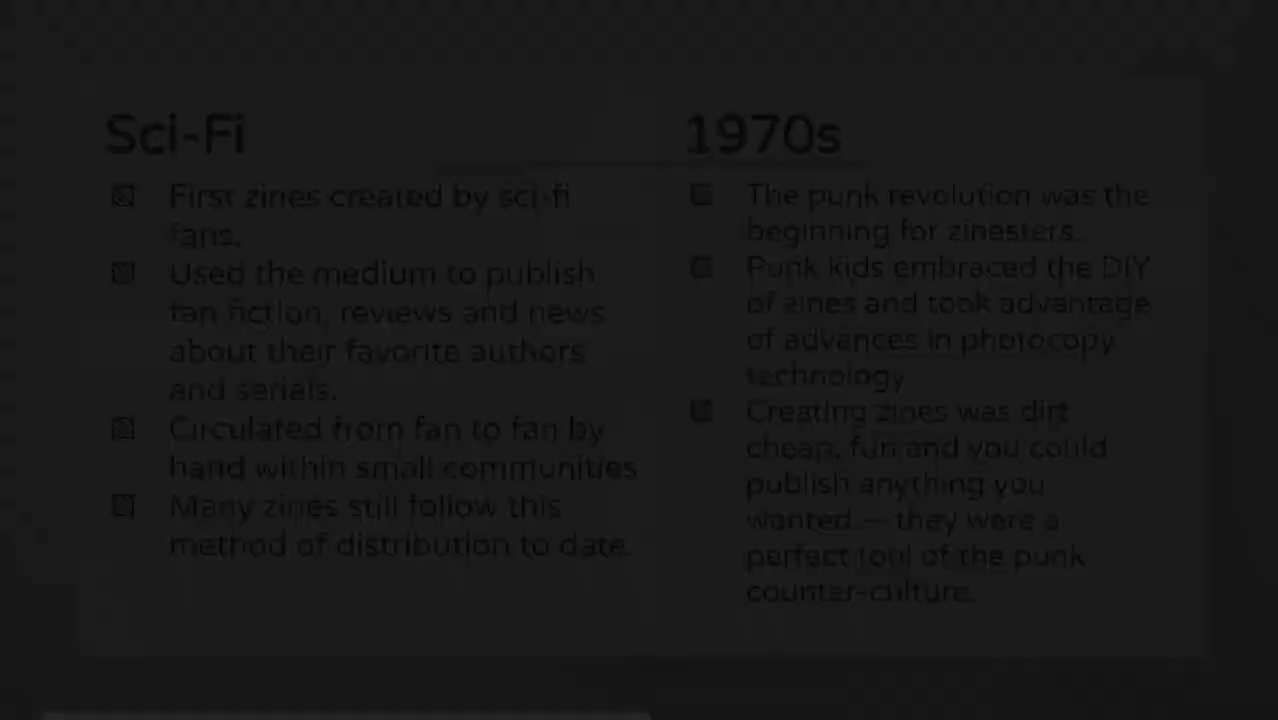 Sci-Fi
First zines created by sci-fi
fans.
Used the medium to publish
fan fiction, reviews and news
about their favorite authors
and serials.
Circulated from fan to fan by
hand within small communities
Many zines still follow this
method of distribution to date.
1970s
The punk revolution was the
beginning for zinesters.
Punk kids embraced the DIY
of zines and took advantage
of advances in photocopy
technology
Creating zines was dirt
cheap, fun and you could
publish anything you
wanted — they were a
perfect tool of the punk
counter-culture.